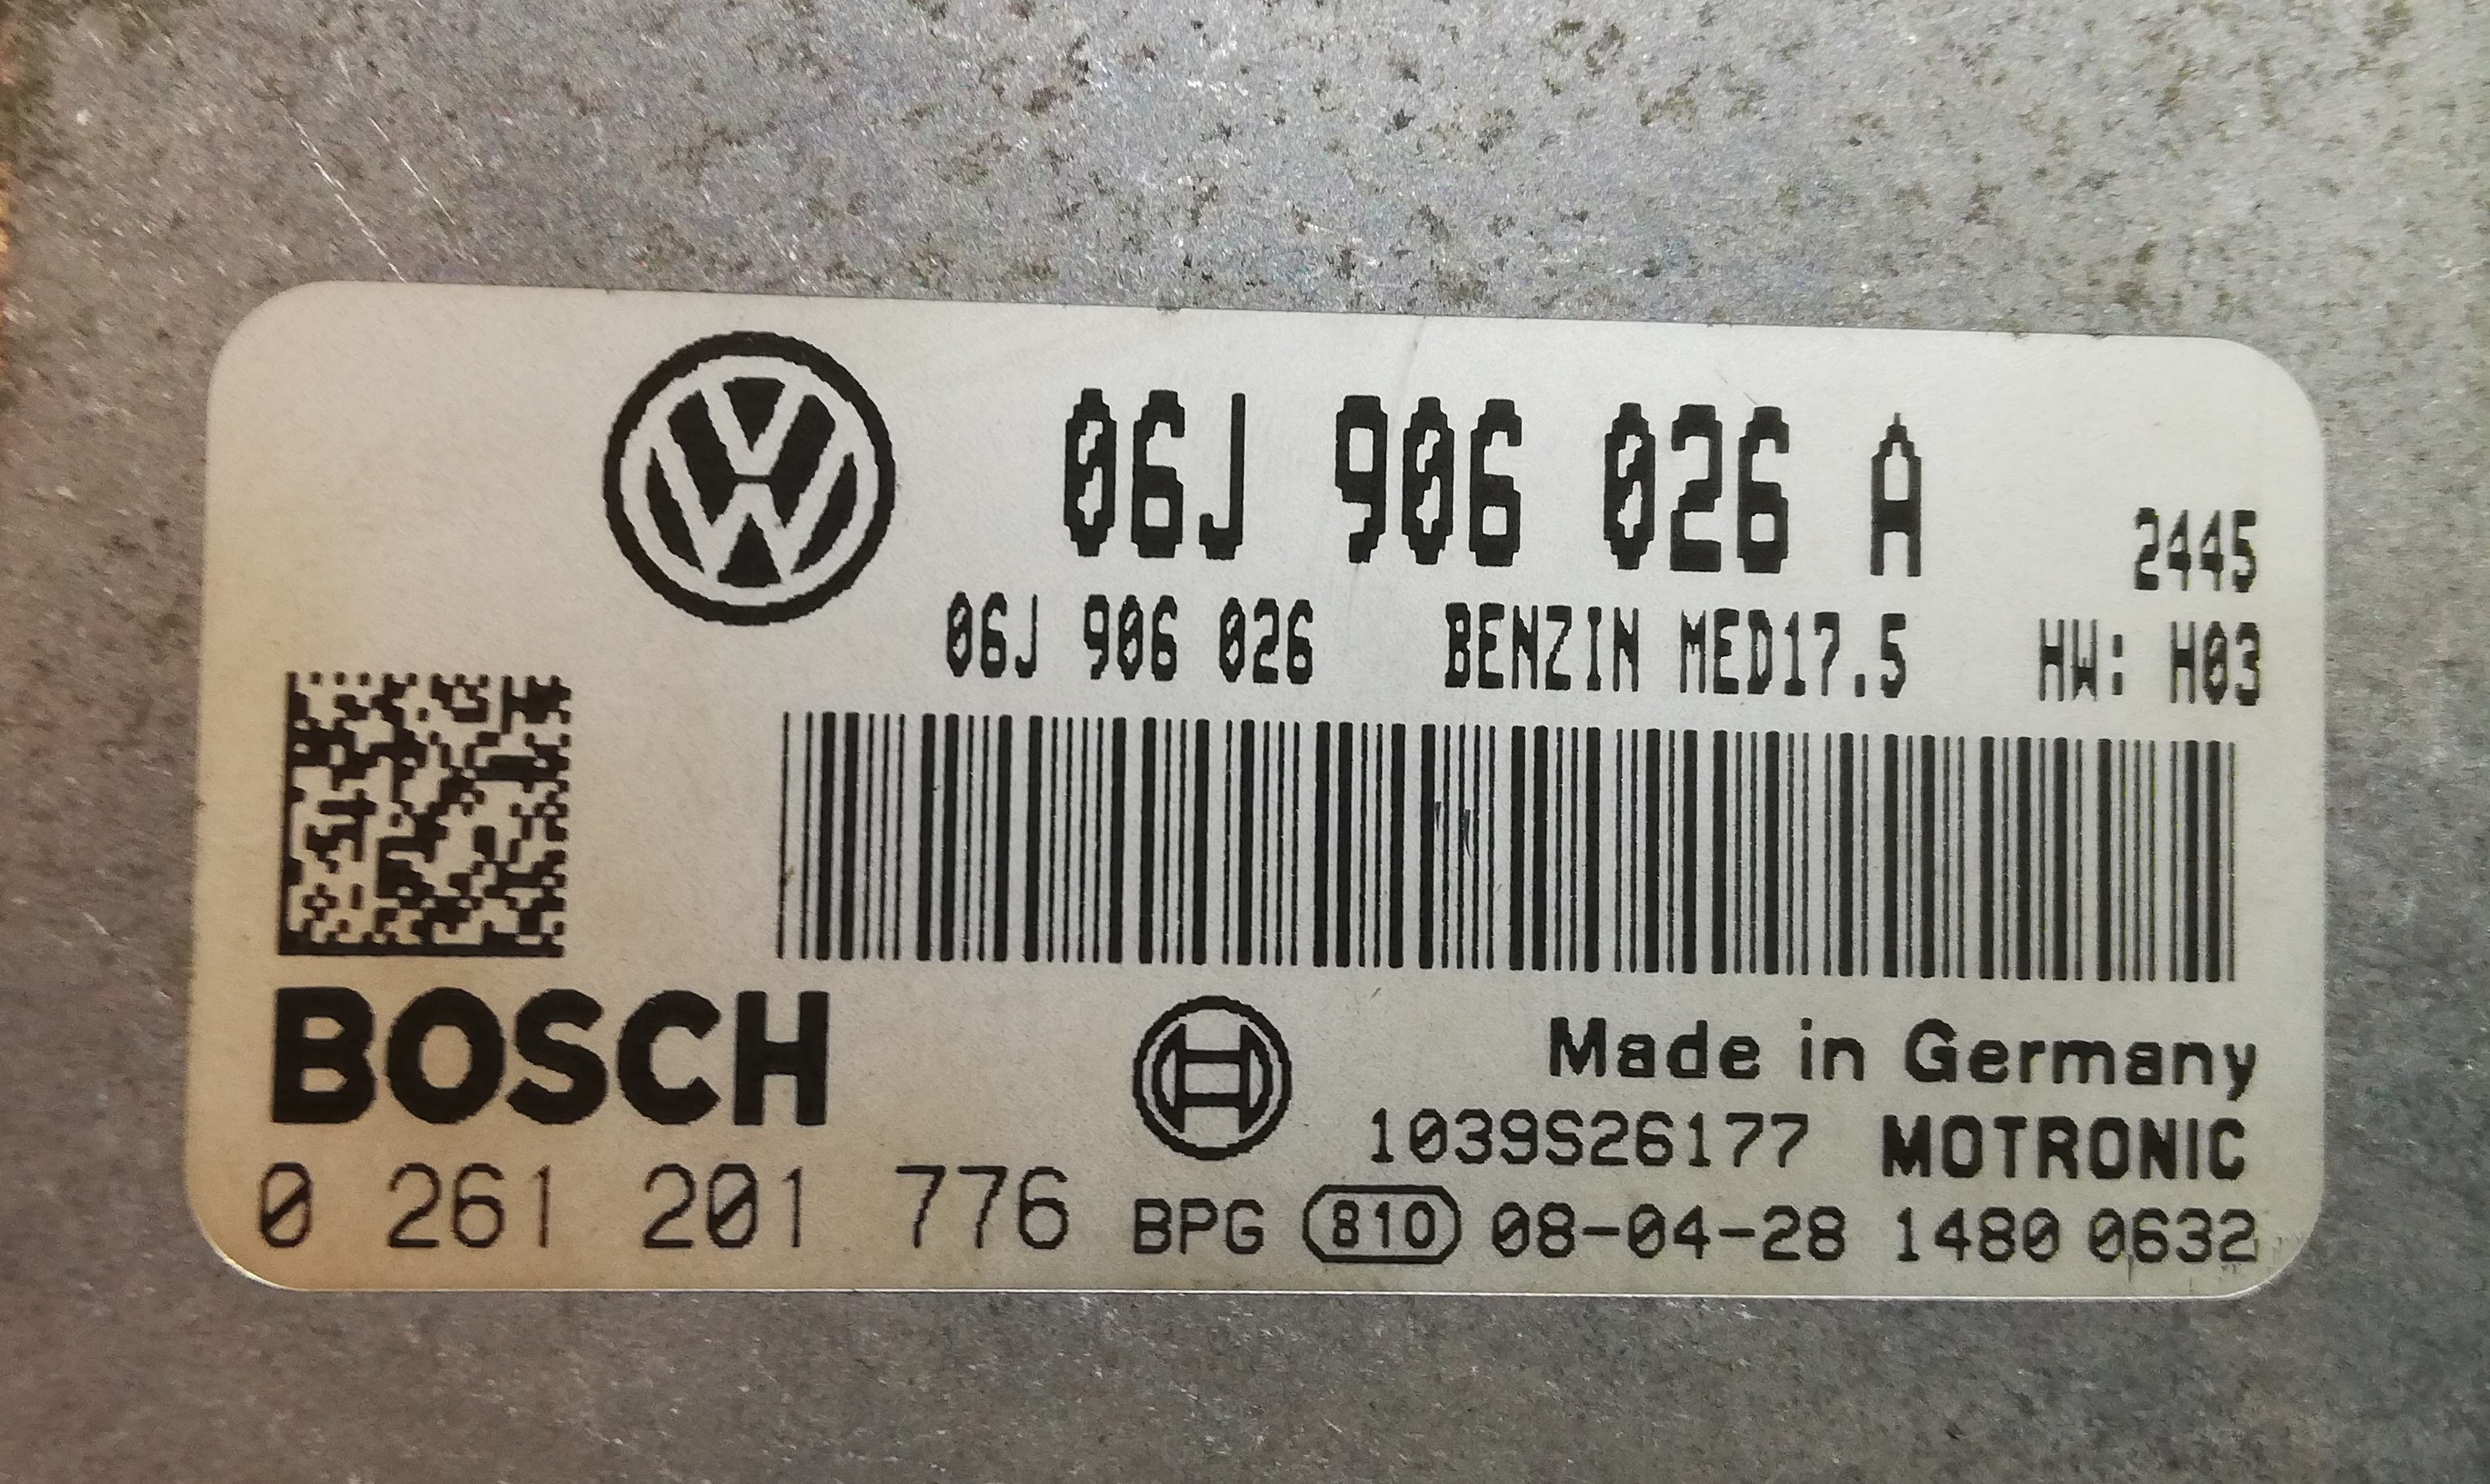 06J 906 026 A
2445
06J 906 026 BENZIN MED17.5 HW: H03
BOSCH
Made in Germany
1039S26177 MOTRONIC
0 261 201 776 BPG 810 08-04-28 1480 0632